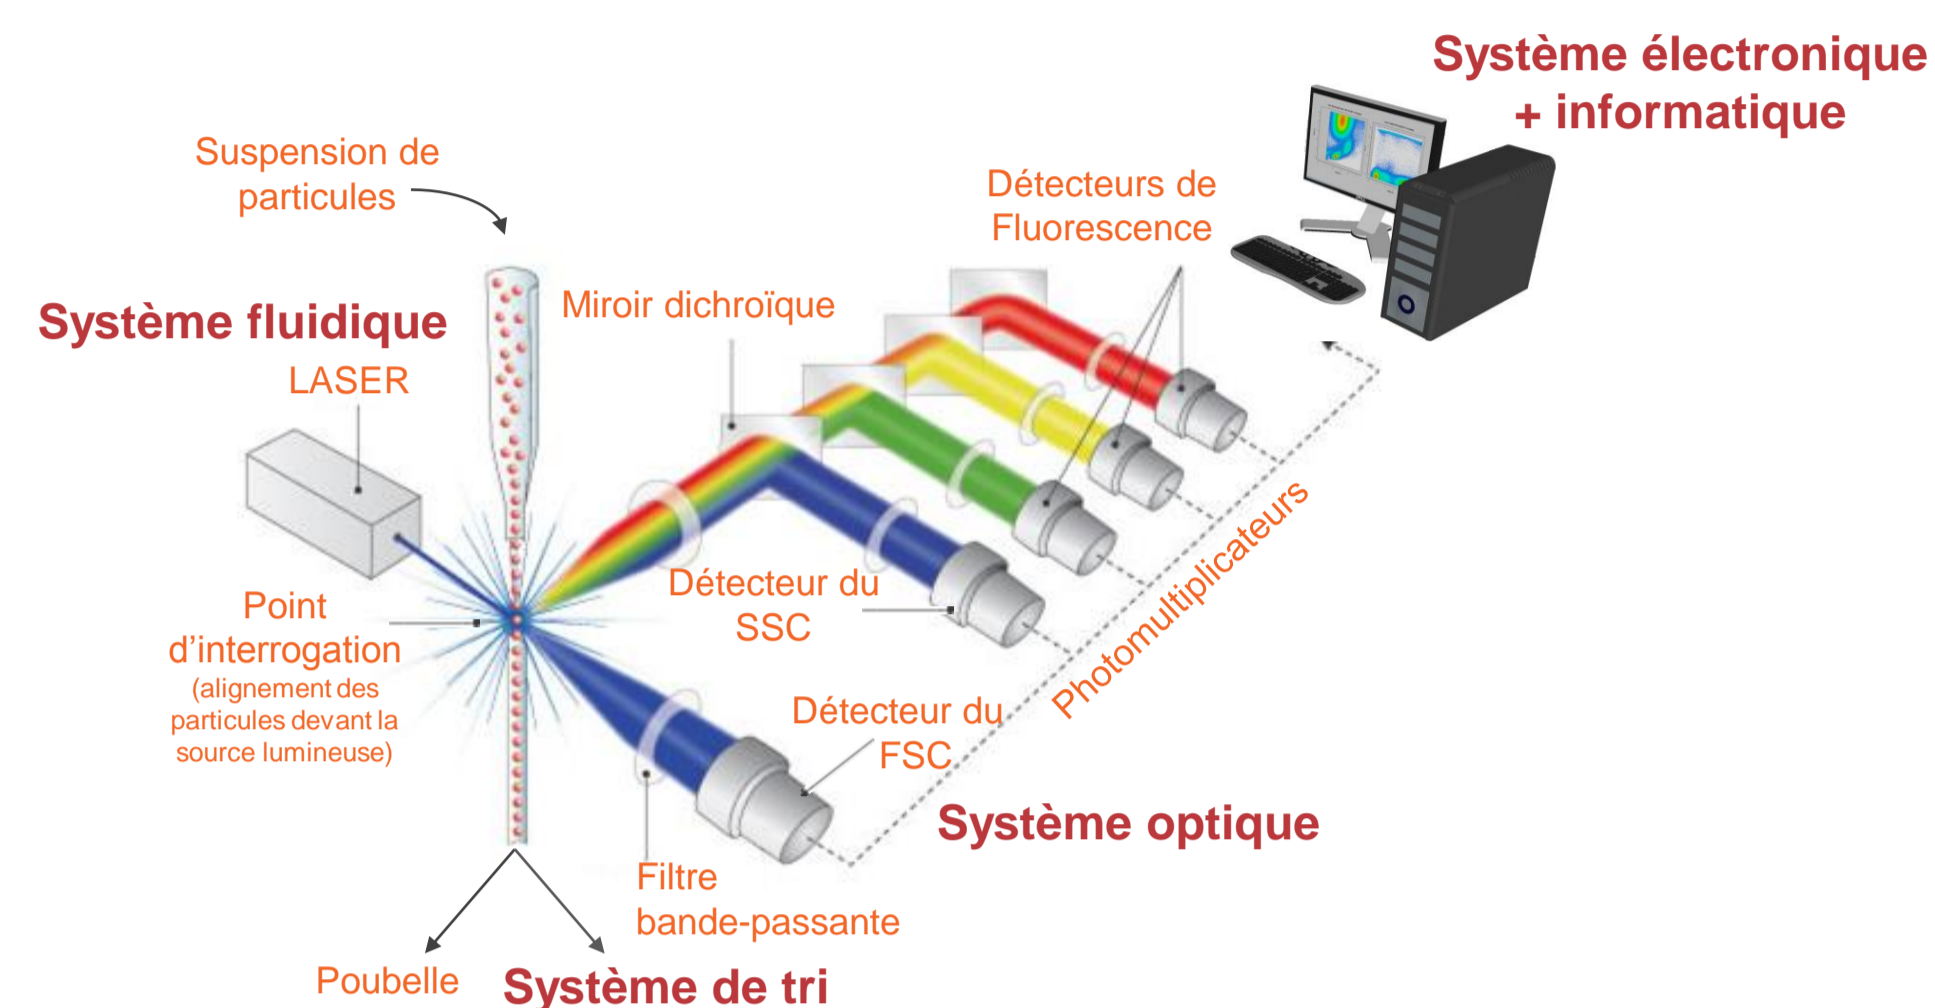 Système électronique
+ informatique
Suspension de
particules
Détecteurs de
Fluorescence
Miroir dichroïque
Système fluidique
LASER
Photomultiplicateurs
Détecteur du
SSC
Point
d'interrogation
(alignement des
particules devant la
source lumineuse)
Détecteur du
FSC
Système optique
Filtre
bande-passante
Poubelle
Système de tri